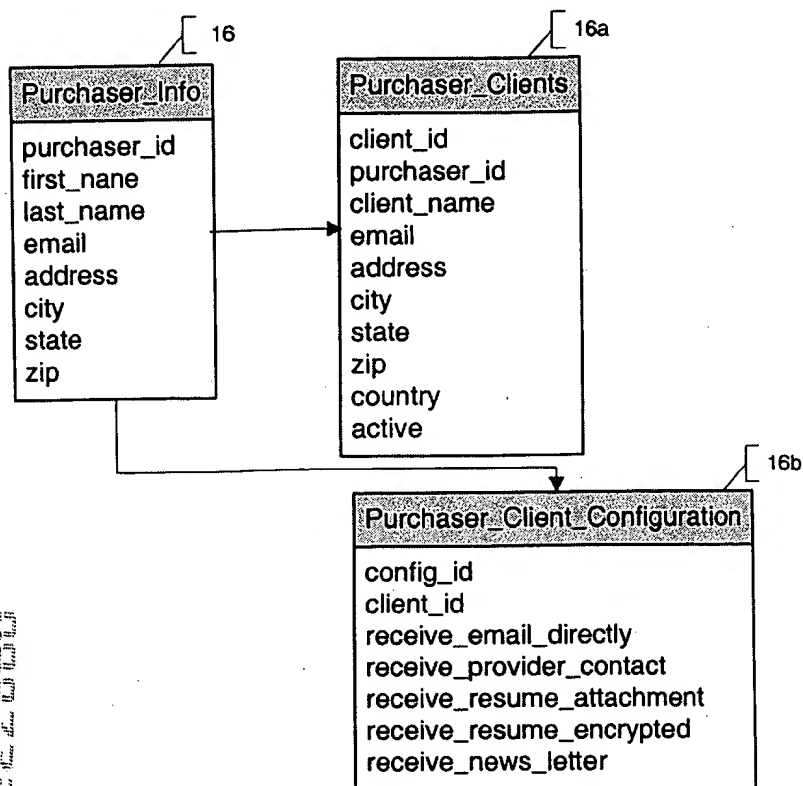 16
Purchaser_Info
purchaser_id
first_nane
last_name
email
address
city
state
zip
16a
Purchaser_Clients
client_id
purchaser_id
client_name
email
address
city
state
zip
country
active
16b
Purchaser_Client_Configuration
config_id
client_id
receive_email_directly
receive_provider_contact
receive_resume_attachment
receive_resume_encrypted
receive_news_letter